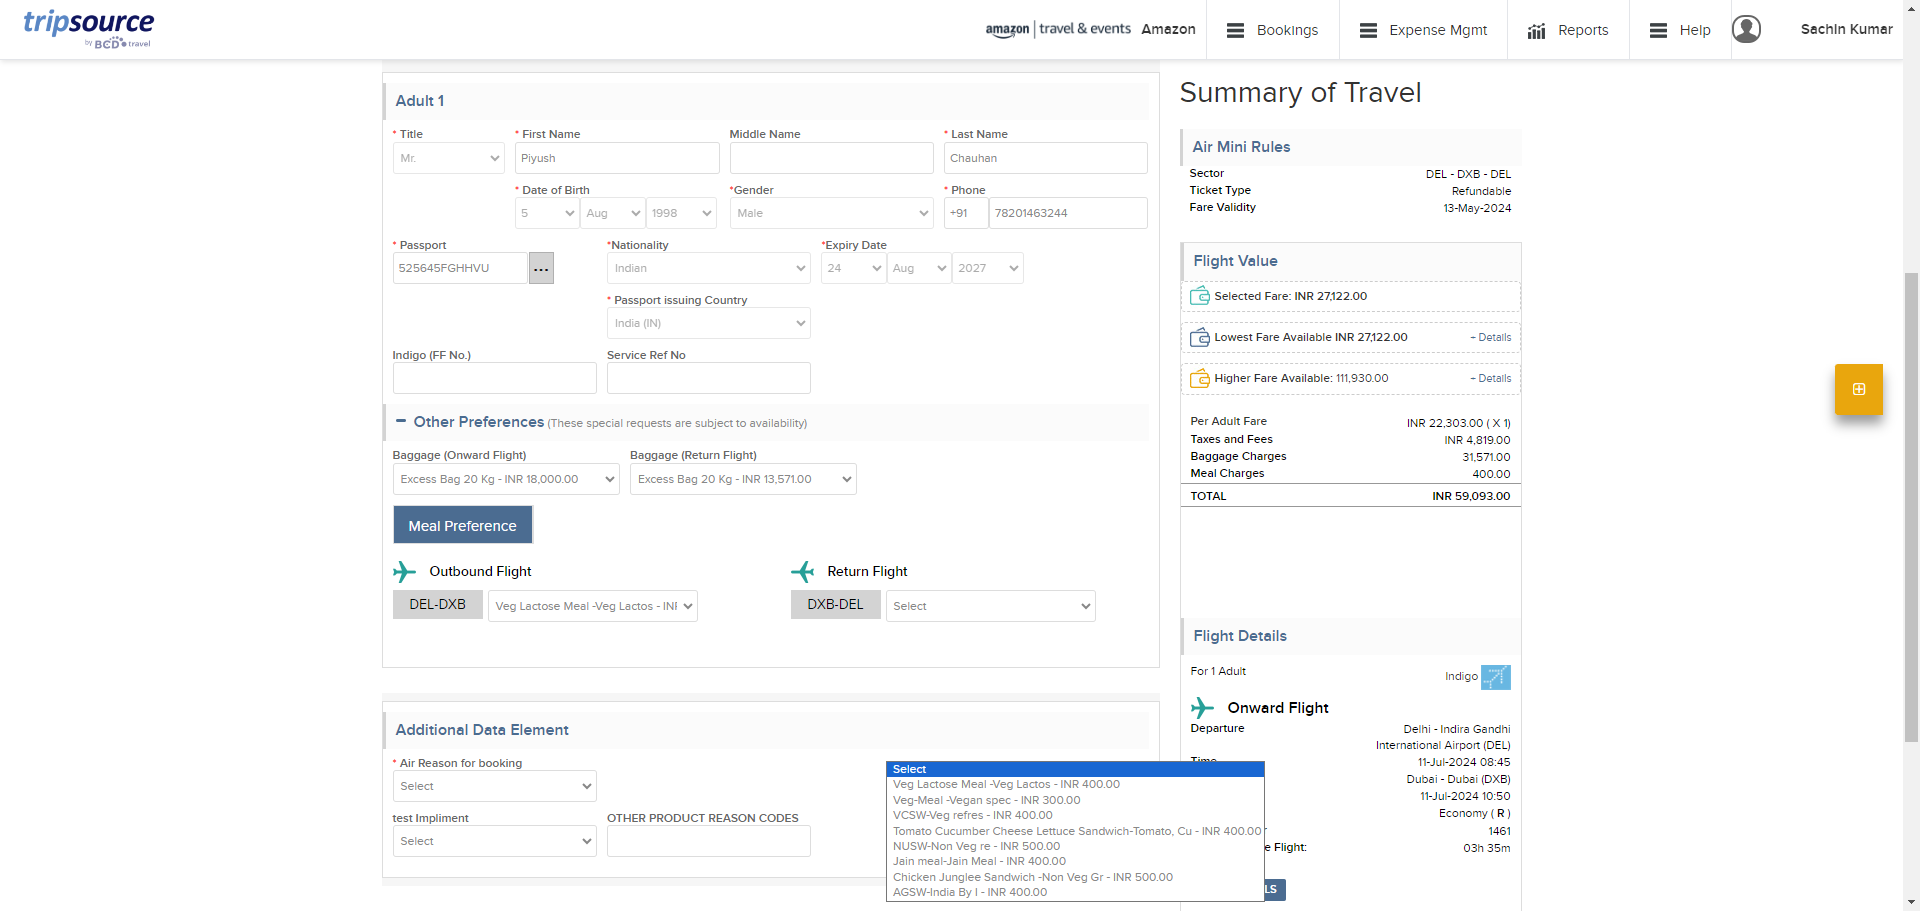 tripsource
by BCD travel
amazon | travel & events Amazon
Bookings
Expense Mgmt
Reports
Help
Sachin Kumar
Adult 1
* Title
* First Name
Middle Name
* Last Name
Mr.
Piyush
Chauhan
* Date of Birth
*Gender
* Phone
5
Aug
1998
Male
+91
78201463244
* Passport
*Nationality
*Expiry Date
525645FGHHVU
...
Indian
24
Aug
2027
* Passport issuing Country
India (IN)
Indigo (FF No.)
Service Ref No
− Other Preferences (These special requests are subject to availability)
Baggage (Onward Flight)
Baggage (Return Flight)
Excess Bag 20 Kg - INR 18,000.00
Excess Bag 20 Kg - INR 13,571.00
Meal Preference
Outbound Flight
Return Flight
DEL-DXB
Veg Lactose Meal -Veg Lactos - INR
DXB-DEL
Select
Additional Data Element
* Air Reason for booking
Select
test Impliment
OTHER PRODUCT REASON CODES
Select
Select
Veg Lactose Meal -Veg Lactos - INR 400.00
Veg-Meal -Vegan spec - INR 300.00
VCSW-Veg refres - INR 400.00
Tomato Cucumber Cheese Lettuce Sandwich-Tomato, Cu - INR 400.00
NUSW-Non Veg re - INR 500.00
Jain meal-Jain Meal - INR 400.00
Chicken Junglee Sandwich -Non Veg Gr - INR 500.00
AGSW-India By I - INR 400.00
Summary of Travel
Air Mini Rules
Sector DEL - DXB - DEL
Ticket Type Refundable
Fare Validity 13-May-2024
Flight Value
Selected Fare: INR 27,122.00
Lowest Fare Available INR 27,122.00 + Details
Higher Fare Available: 111,930.00 + Details
Per Adult Fare INR 22,303.00 ( X 1)
Taxes and Fees INR 4,819.00
Baggage Charges 31,571.00
Meal Charges 400.00
TOTAL INR 59,093.00
Flight Details
For 1 Adult
Indigo
Onward Flight
Departure Delhi - Indira Gandhi
International Airport (DEL)
Time 11-Jul-2024 08:45
Dubai - Dubai (DXB)
11-Jul-2024 10:50
Economy ( R )
1461
e Flight: 03h 35m
LS